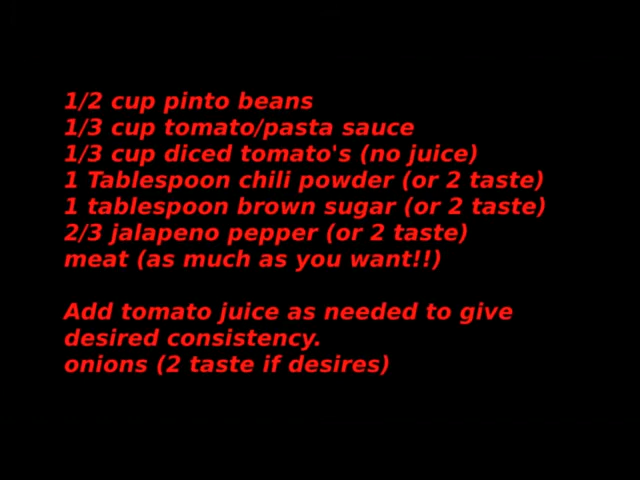 1/2 cup pinto beans
1/3 cup tomato/pasta sauce
1/3 cup diced tomato's (no juice)
1 Tablespoon chili powder (or 2 taste)
1 tablespoon brown sugar (or 2 taste)
2/3 jalapeno pepper (or 2 taste)
meat (as much as you want!!)
Add tomato juice as needed to give
desired consistency.
onions (2 taste if desires)